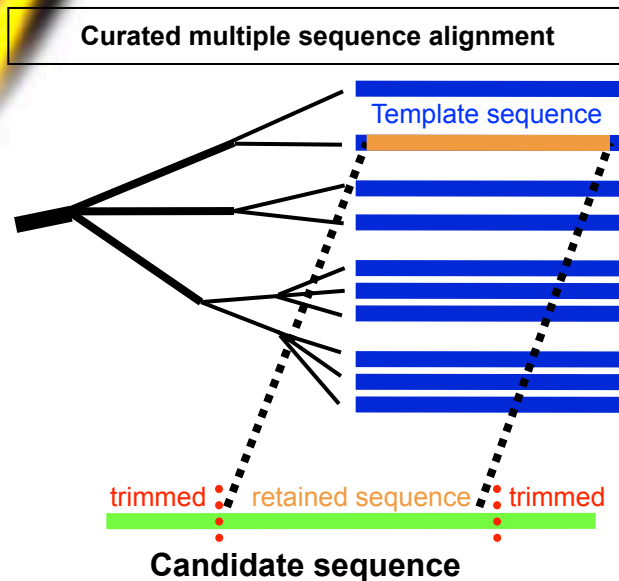 Curated multiple sequence alignment
Template sequence
trimmed retained sequence trimmed
Candidate sequence